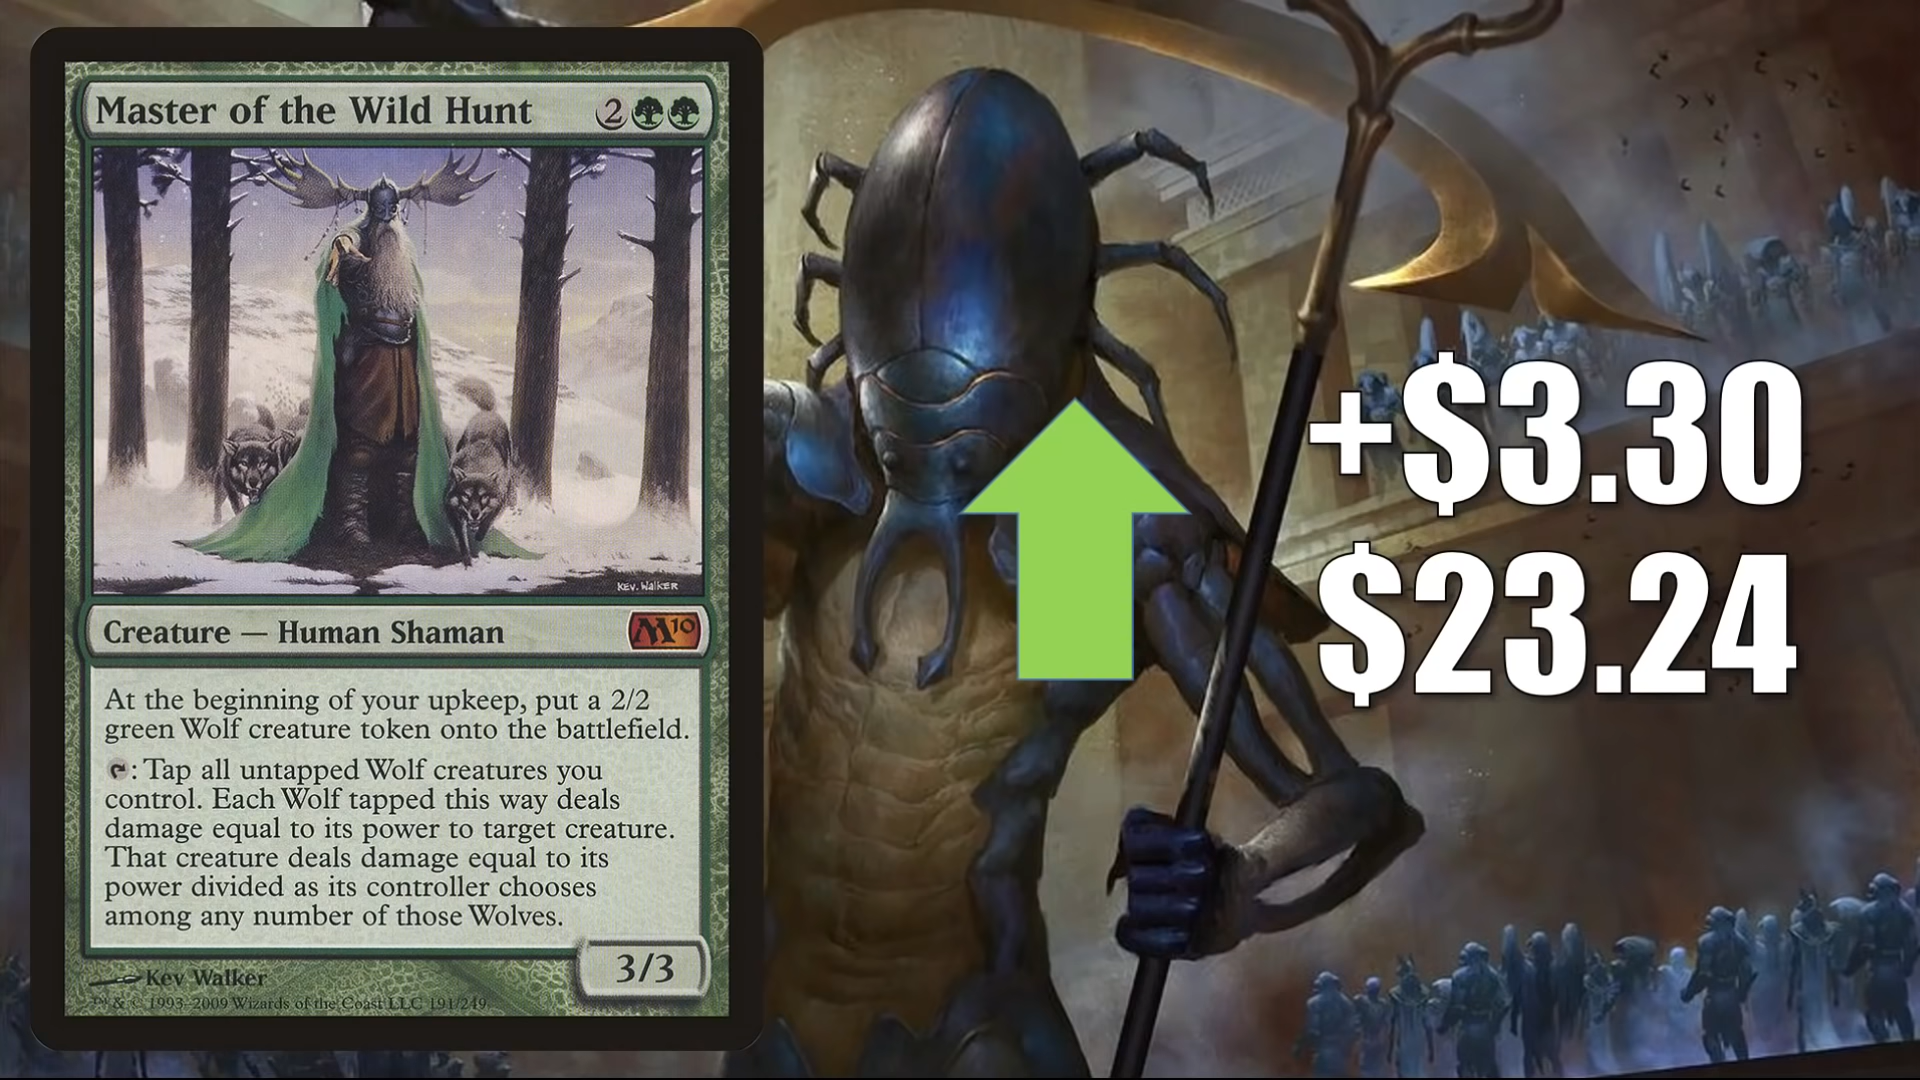 Master of the Wild Hunt 2
KEV. WALKER
Creature — Human Shaman M10
At the beginning of your upkeep, put a 2/2
green Wolf creature token onto the battlefield.
: Tap all untapped Wolf creatures you
control. Each Wolf tapped this way deals
damage equal to its power to target creature.
That creature deals damage equal to its
power divided as its controller chooses
among any number of those Wolves.
3/3
Kev Walker
™ & © 1993–2009 Wizards of the Coast LLC 191/249
+$3.30
$23.24